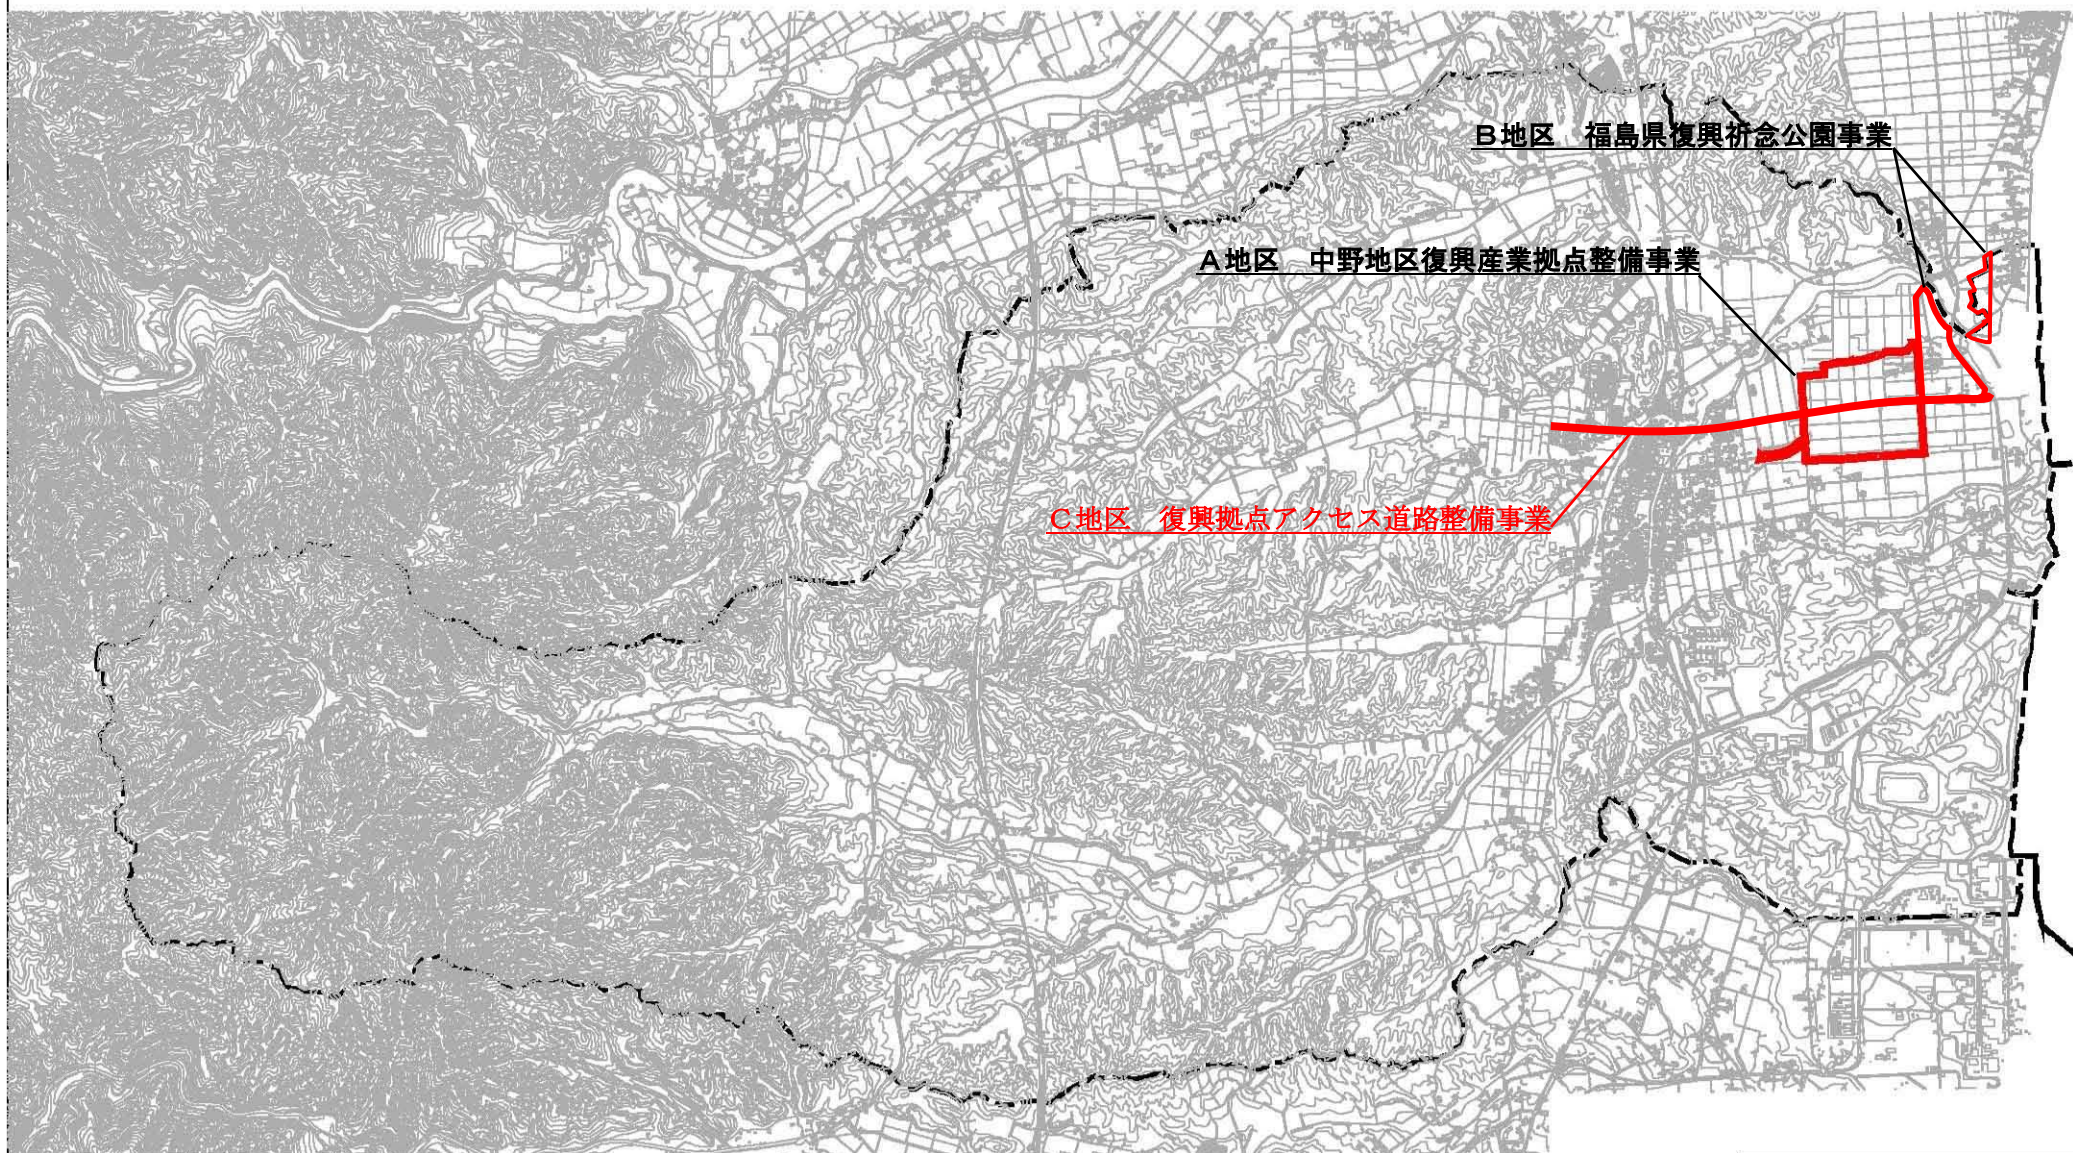 B地区　福島県復興祈念公園事業
A地区　中野地区復興産業拠点整備事業
C地区　復興拠点アクセス道路整備事業